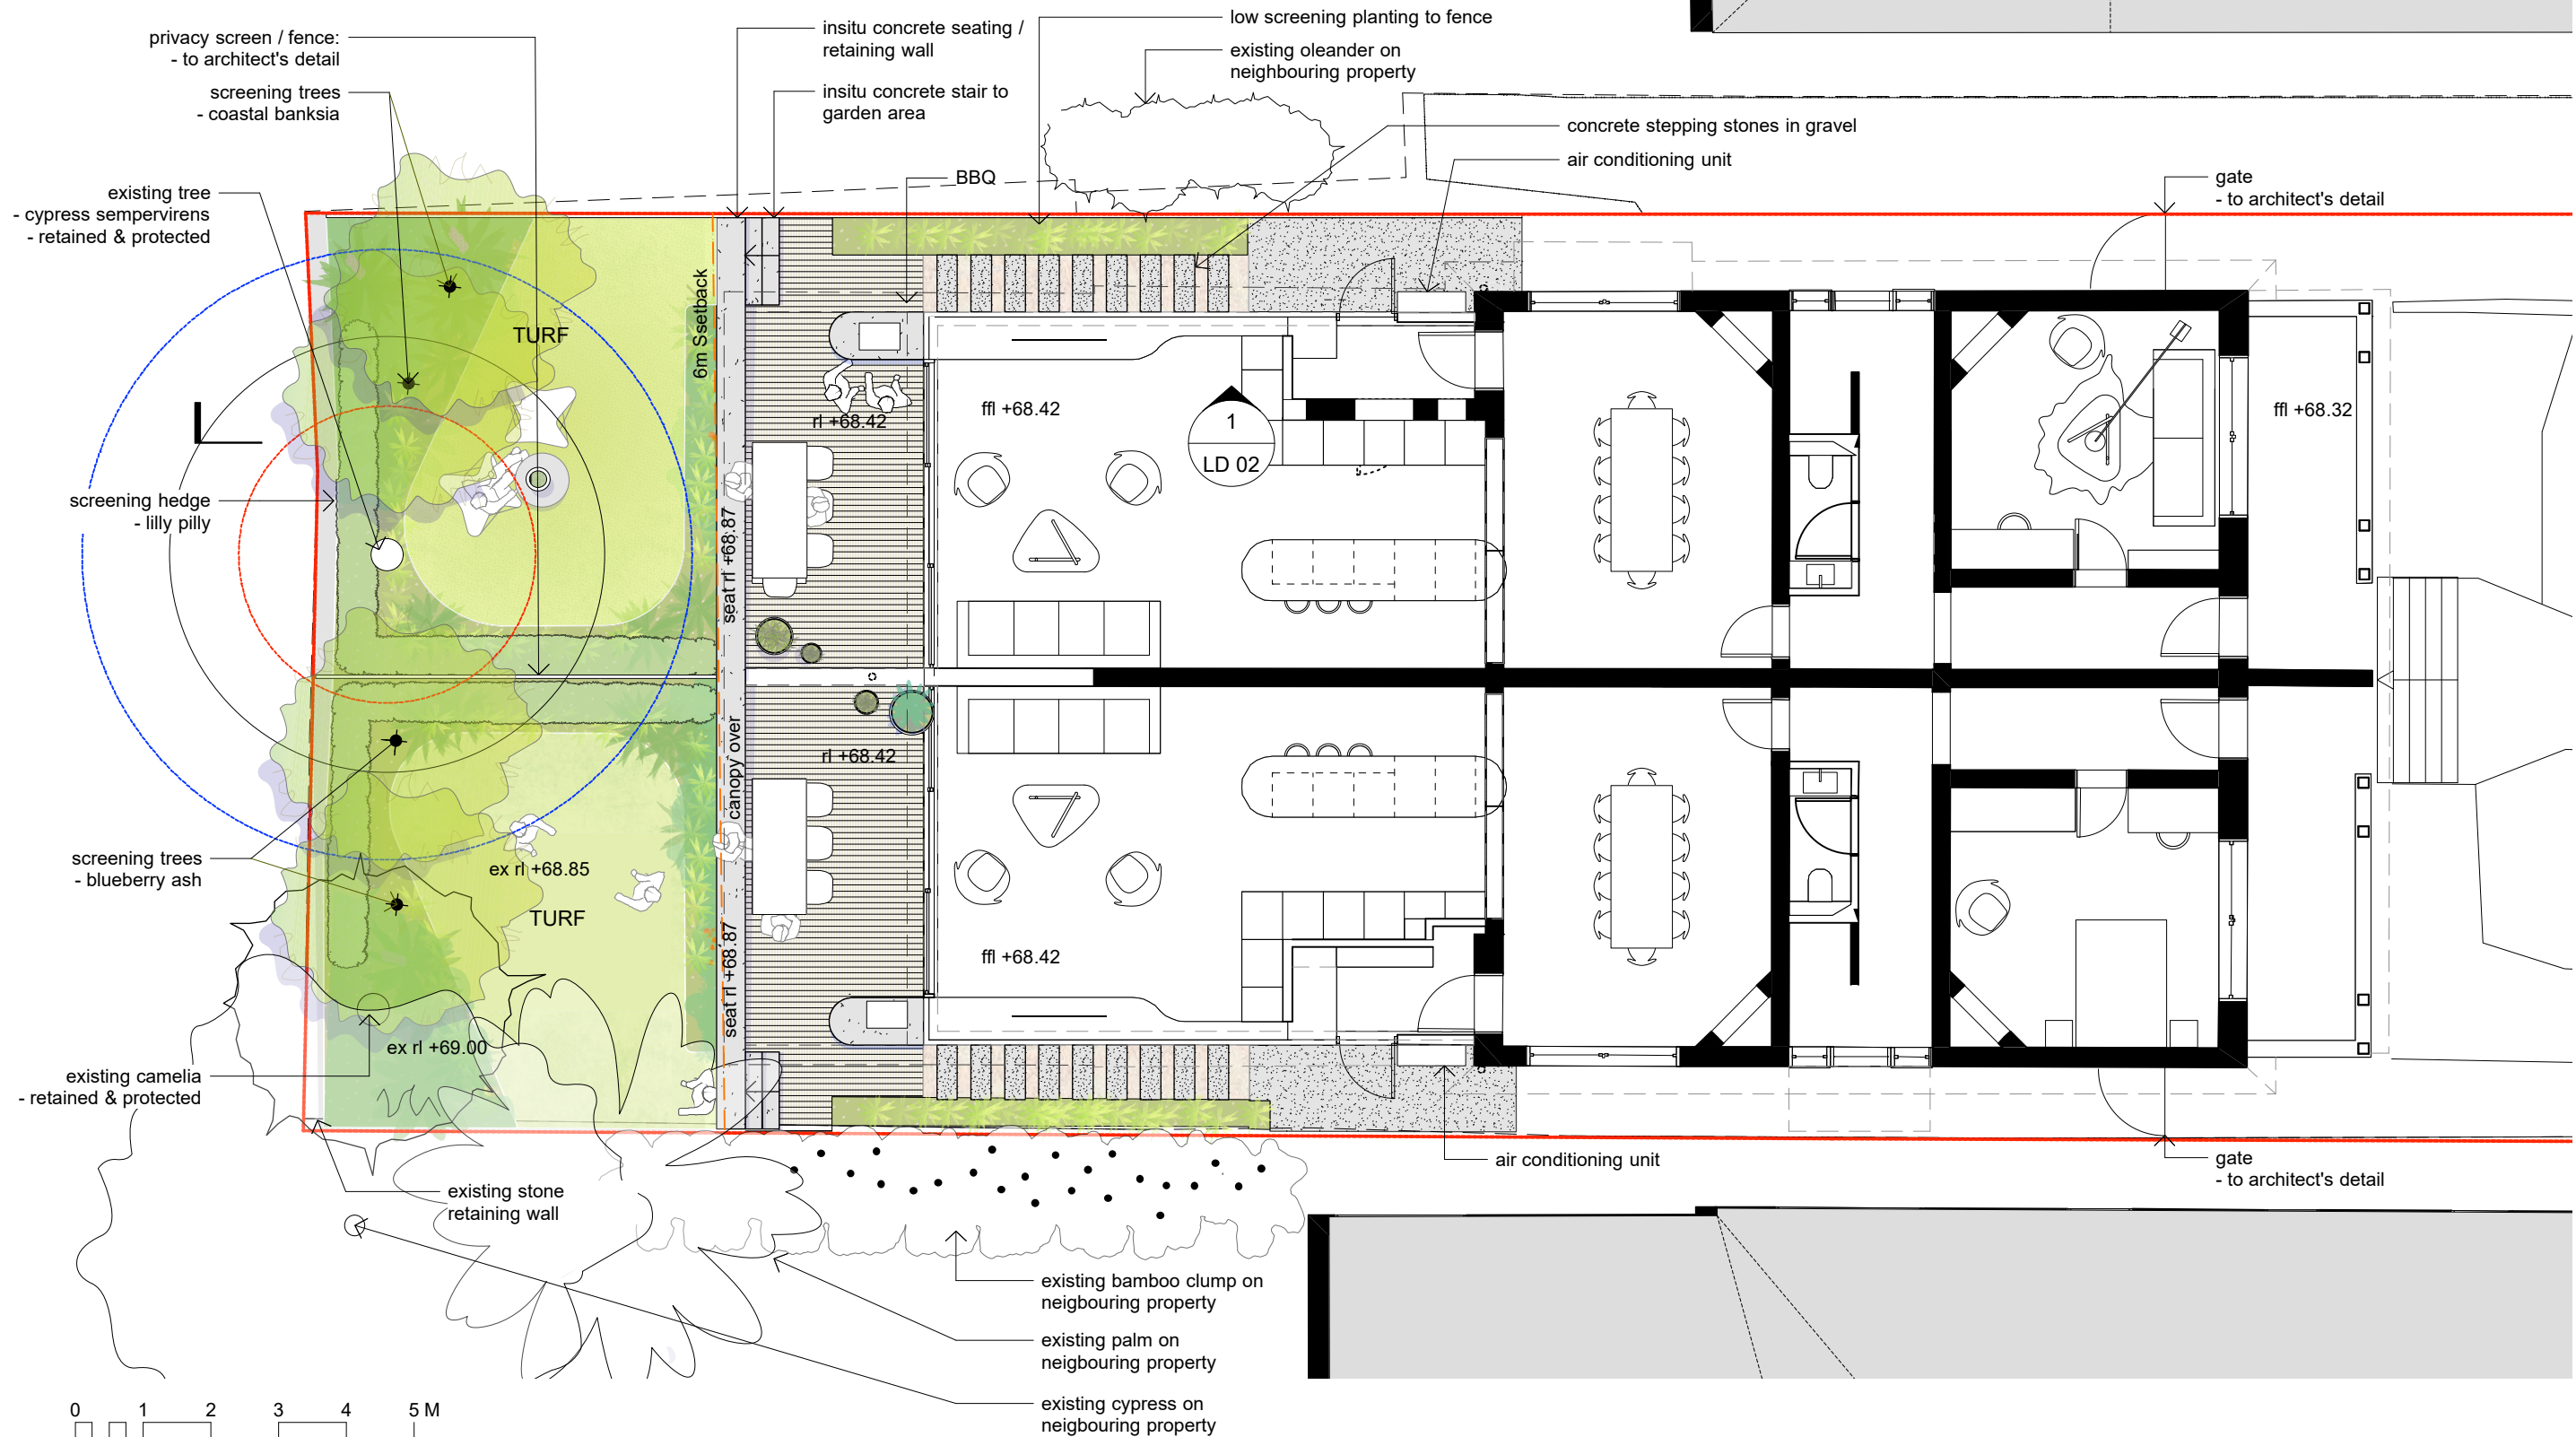 privacy screen / fence:
- to architect's detail
screening trees
- coastal banksia
existing tree
- cypress sempervirens
- retained & protected
screening hedge
- lilly pilly
screening trees
- blueberry ash
existing camelia
- retained & protected
insitu concrete seating /
retaining wall
insitu concrete stair to
garden area
BBQ
low screening planting to fence
existing oleander on
neighbouring property
concrete stepping stones in gravel
air conditioning unit
gate
- to architect's detail
TURF
6m Ssetback
rl +68.42
ffl +68.42
1
LD 02
ffl +68.32
seat rl +68.87
canopy over
rl +68.42
ex rl +68.85
TURF
seat rl +68.87
ffl +68.42
ex rl +69.00
air conditioning unit
gate
- to architect's detail
existing stone
retaining wall
existing bamboo clump on
neigbouring property
existing palm on
neigbouring property
existing cypress on
neigbouring property
0 1 2 3 4 5 M